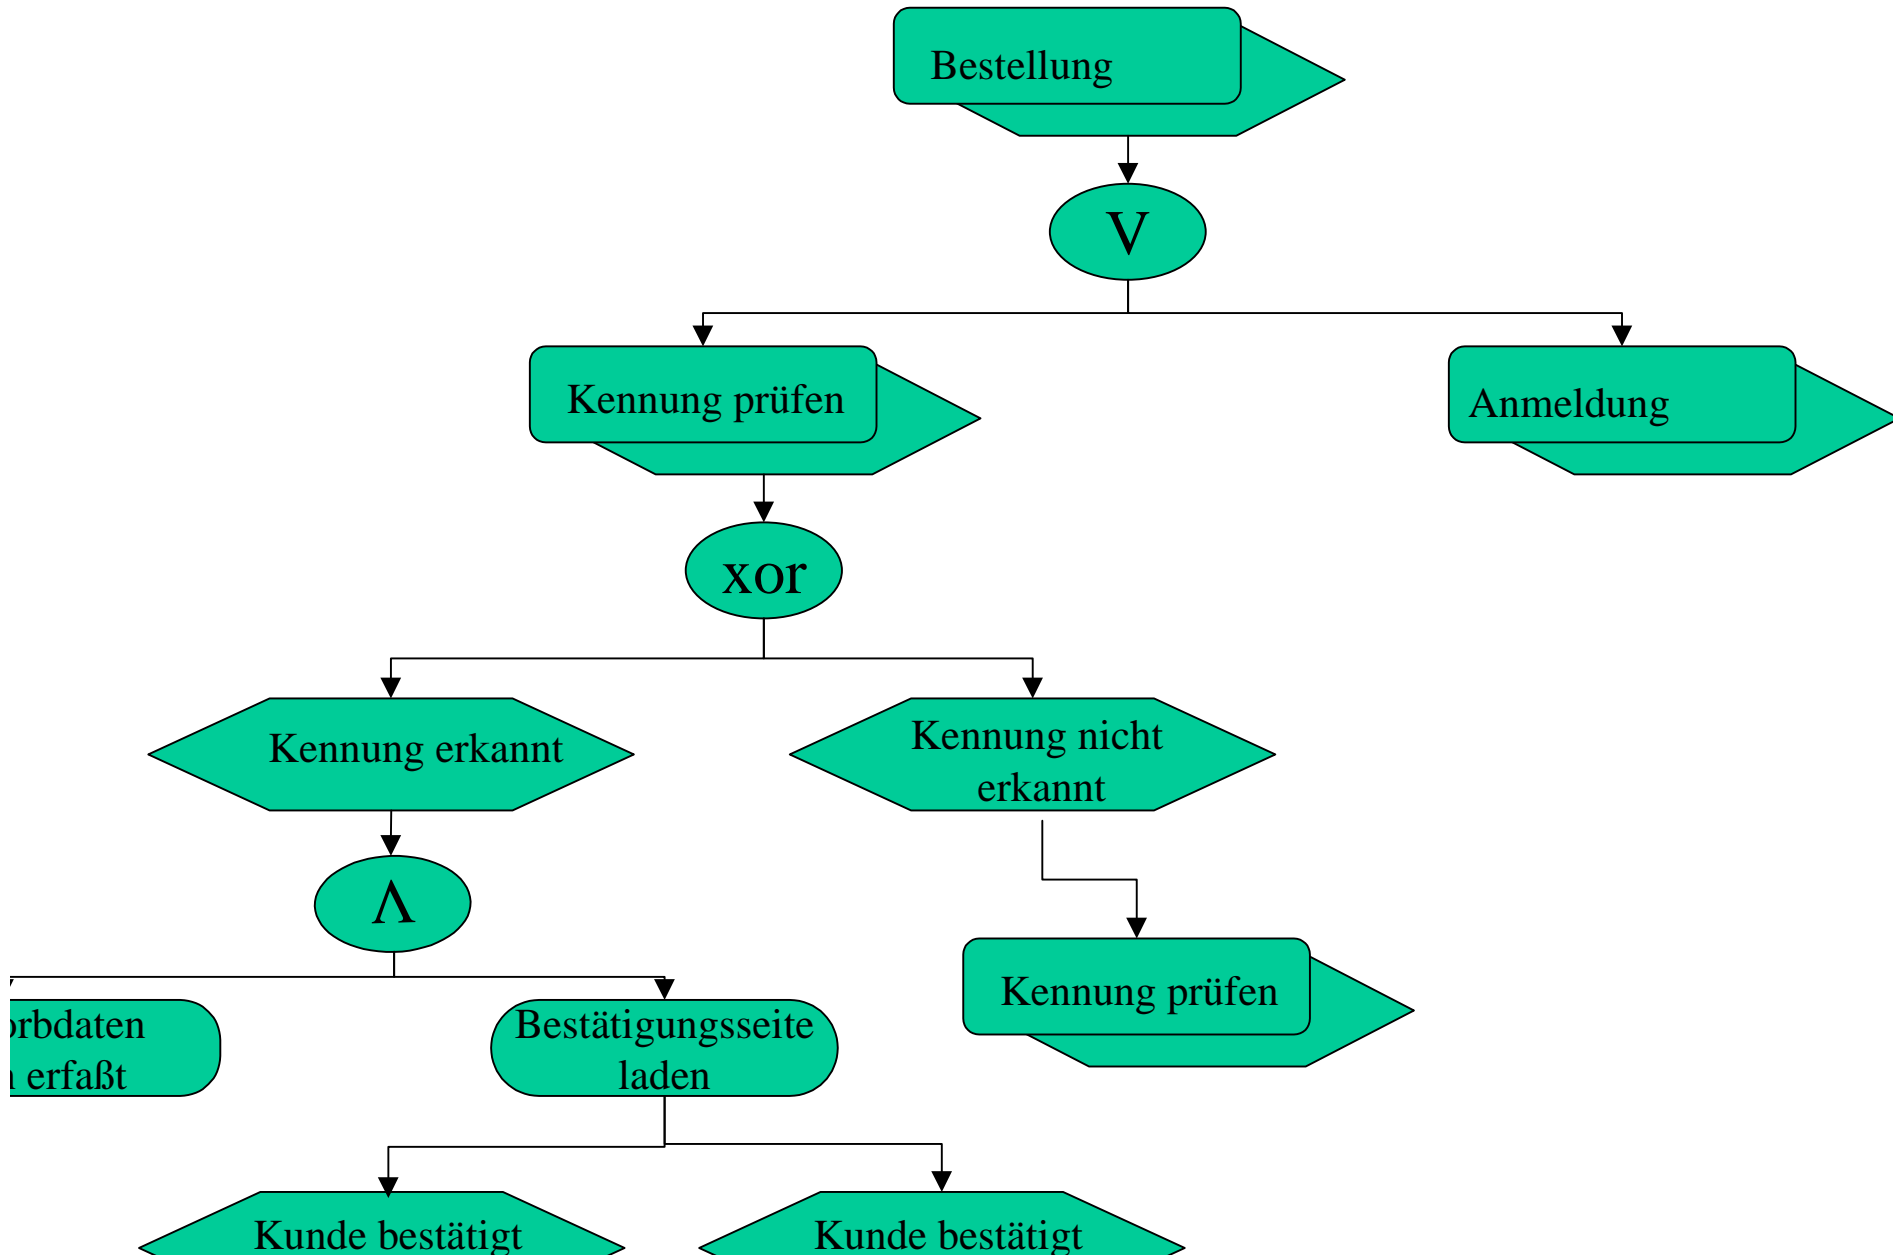 Bestellung
V
Kennung prüfen
Anmeldung
xor
Kennung erkannt
Kennung nicht
erkannt
Λ
Kennung prüfen
erfaßt
Bestätigungsseite
laden
Kunde bestätigt
Kunde bestätigt